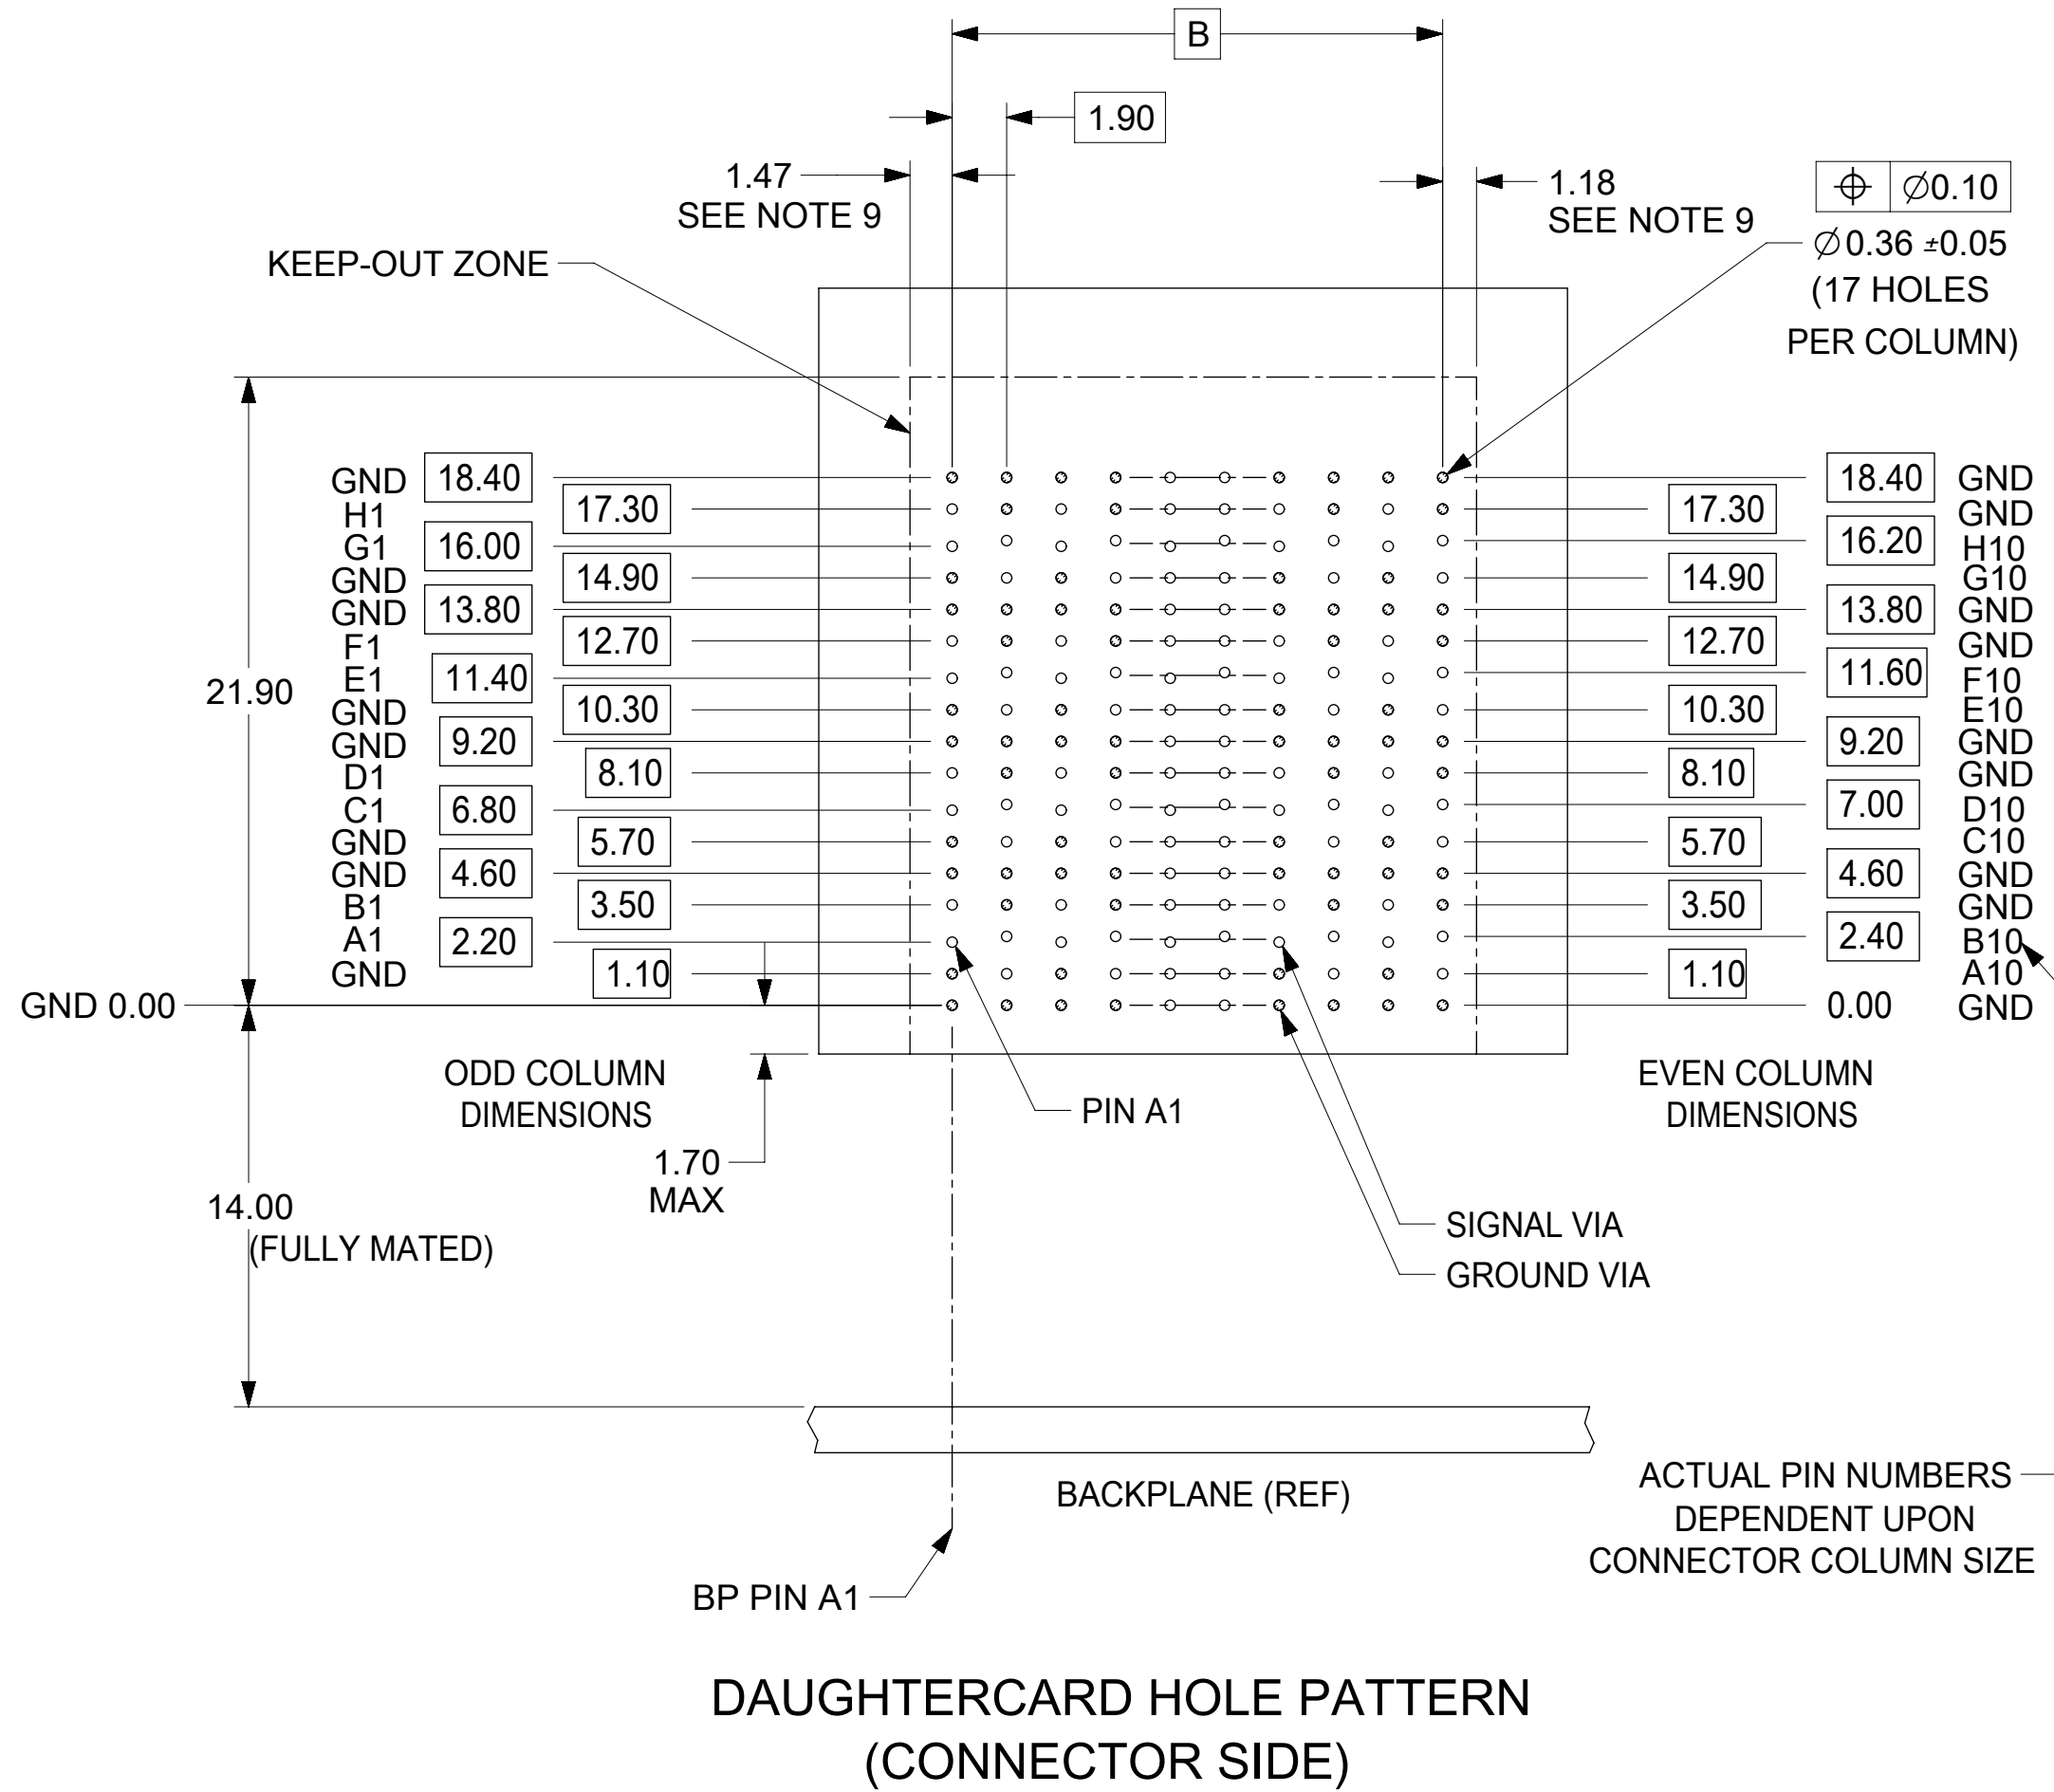 B
1.90
1.47
SEE NOTE 9
1.18
SEE NOTE 9
⌖ ∅0.10
∅0.36 ±0.05
(17 HOLES
PER COLUMN)
KEEP-OUT ZONE
GND 18.40
H1 17.30
G1 16.00
GND 14.90
GND 13.80
F1 12.70
E1 11.40
GND 10.30
GND 9.20
D1 8.10
C1 6.80
GND 5.70
GND 4.60
B1 3.50
A1 2.20
GND 1.10
GND 0.00
18.40 GND
17.30 GND
16.20 H10
14.90 G10
13.80 GND
12.70 GND
11.60 F10
10.30 E10
9.20 GND
8.10 GND
7.00 D10
5.70 C10
4.60 GND
3.50 GND
2.40 B10
1.10 A10
0.00 GND
21.90
ODD COLUMN
DIMENSIONS
EVEN COLUMN
DIMENSIONS
PIN A1
1.70
MAX
14.00
(FULLY MATED)
SIGNAL VIA
GROUND VIA
BACKPLANE (REF)
ACTUAL PIN NUMBERS
DEPENDENT UPON
CONNECTOR COLUMN SIZE
BP PIN A1
DAUGHTERCARD HOLE PATTERN
(CONNECTOR SIDE)